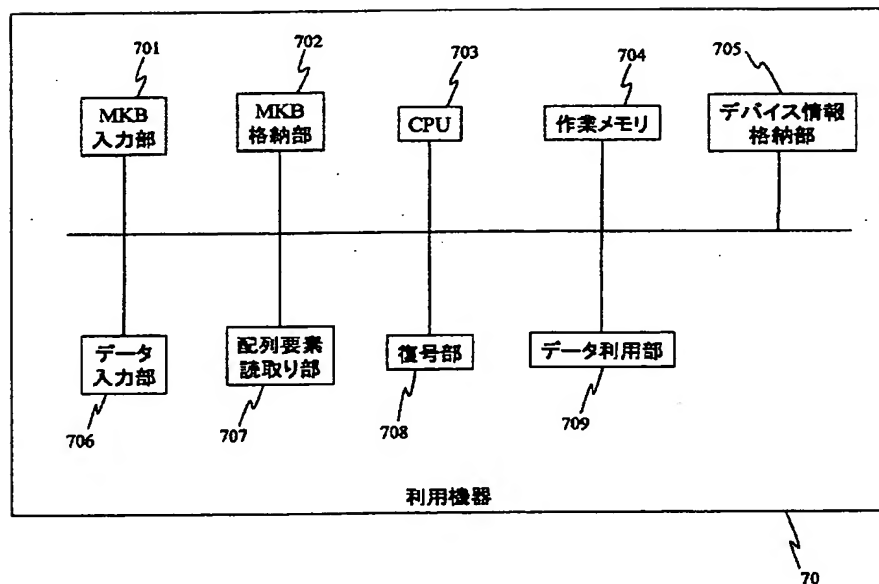 701
702
703
704
705
MKB
入力部
MKB
格納部
CPU
作業メモリ
デバイス情報
格納部
データ
入力部
配列要素
読取り部
復号部
データ利用部
706
707
708
709
利用機器
70